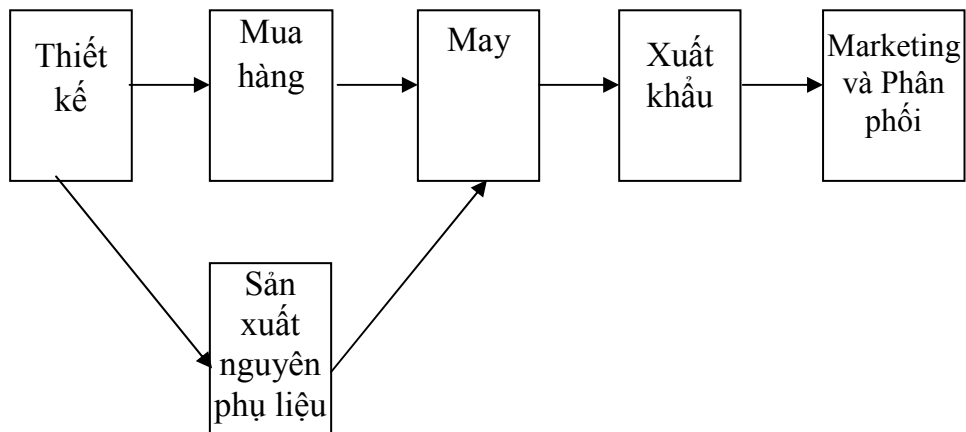 Thiết
kế
Mua
hàng
May
Xuất
khẩu
Marketing
và Phân
phối
Sản
xuất
nguyên
phụ liệu